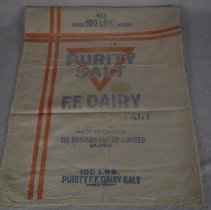 NET
100 LBS.
PURITY
SALT
F.F. DAIRY
SALT
MADE IN CANADA
THE DOMINION SALT CO. LIMITED
SARNIA
100 LBS.
PURITY F.F. DAIRY SALT